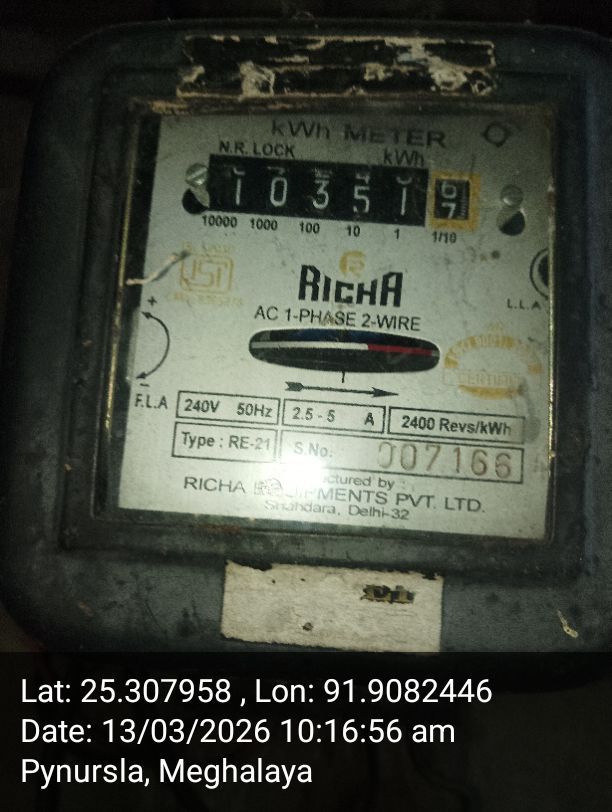 kWh METER
N.R. LOCK kWh
1 0 3 5 1 6
7
10000 1000 100 10 1 1/10
ISI
RICHA
AC 1-PHASE 2-WIRE
L.L.A
+
-
F.L.A
240V 50Hz 2.5 - 5 A 2400 Revs/kWh
Type : RE-21 S.No. 007166
RICHA PVT. LTD.
Shahdara, Delhi-32
Lat: 25.307958 , Lon: 91.9082446
Date: 13/03/2026 10:16:56 am
Pynursla, Meghalaya